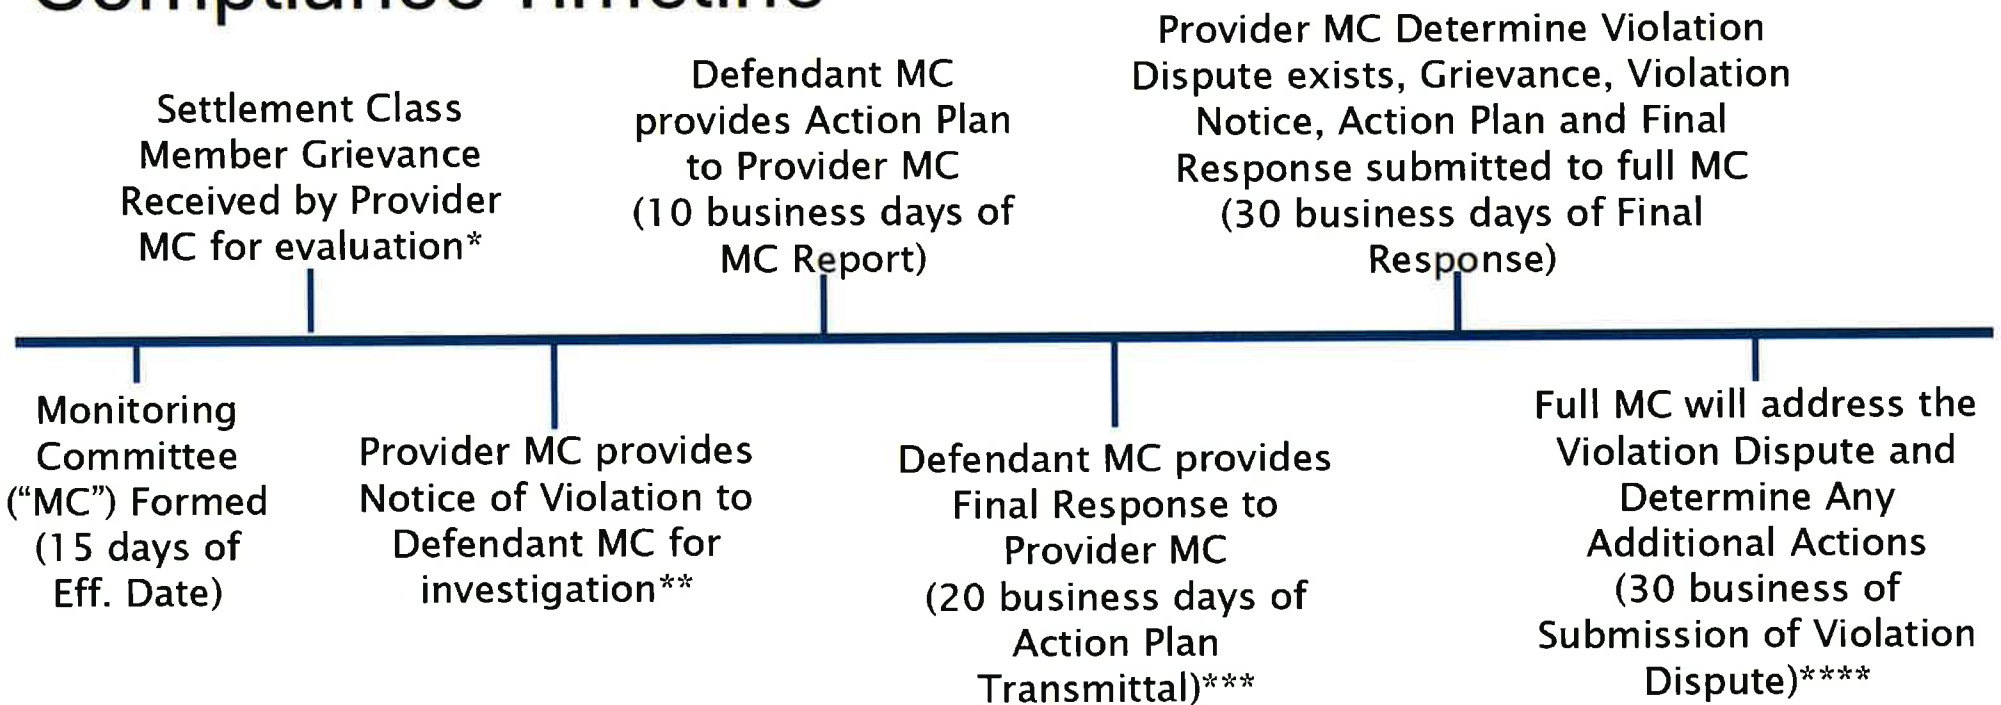 Compliance Timeline
Settlement Class
Member Grievance
Received by Provider
MC for evaluation*
Defendant MC
provides Action Plan
to Provider MC
(10 business days of
MC Report)
Provider MC Determine Violation
Dispute exists, Grievance, Violation
Notice, Action Plan and Final
Response submitted to full MC
(30 business days of Final
Response)
Monitoring
Committee
(“MC”) Formed
(15 days of
Eff. Date)
Provider MC provides
Notice of Violation to
Defendant MC for
investigation**
Defendant MC provides
Final Response to
Provider MC
(20 business days of
Action Plan
Transmittal)***
Full MC will address the
Violation Dispute and
Determine Any
Additional Actions
(30 business of
Submission of Violation
Dispute)****